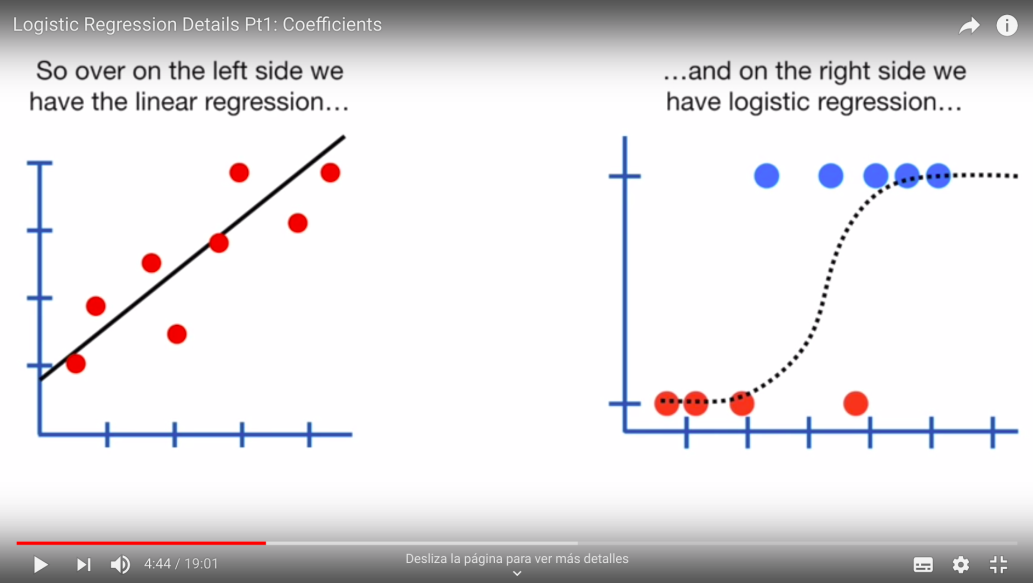 Logistic Regression Details Pt1: Coefficients
So over on the left side we
have the linear regression…
…and on the right side we
have logistic regression…
4:44 / 19:01
Desliza la página para ver más detalles